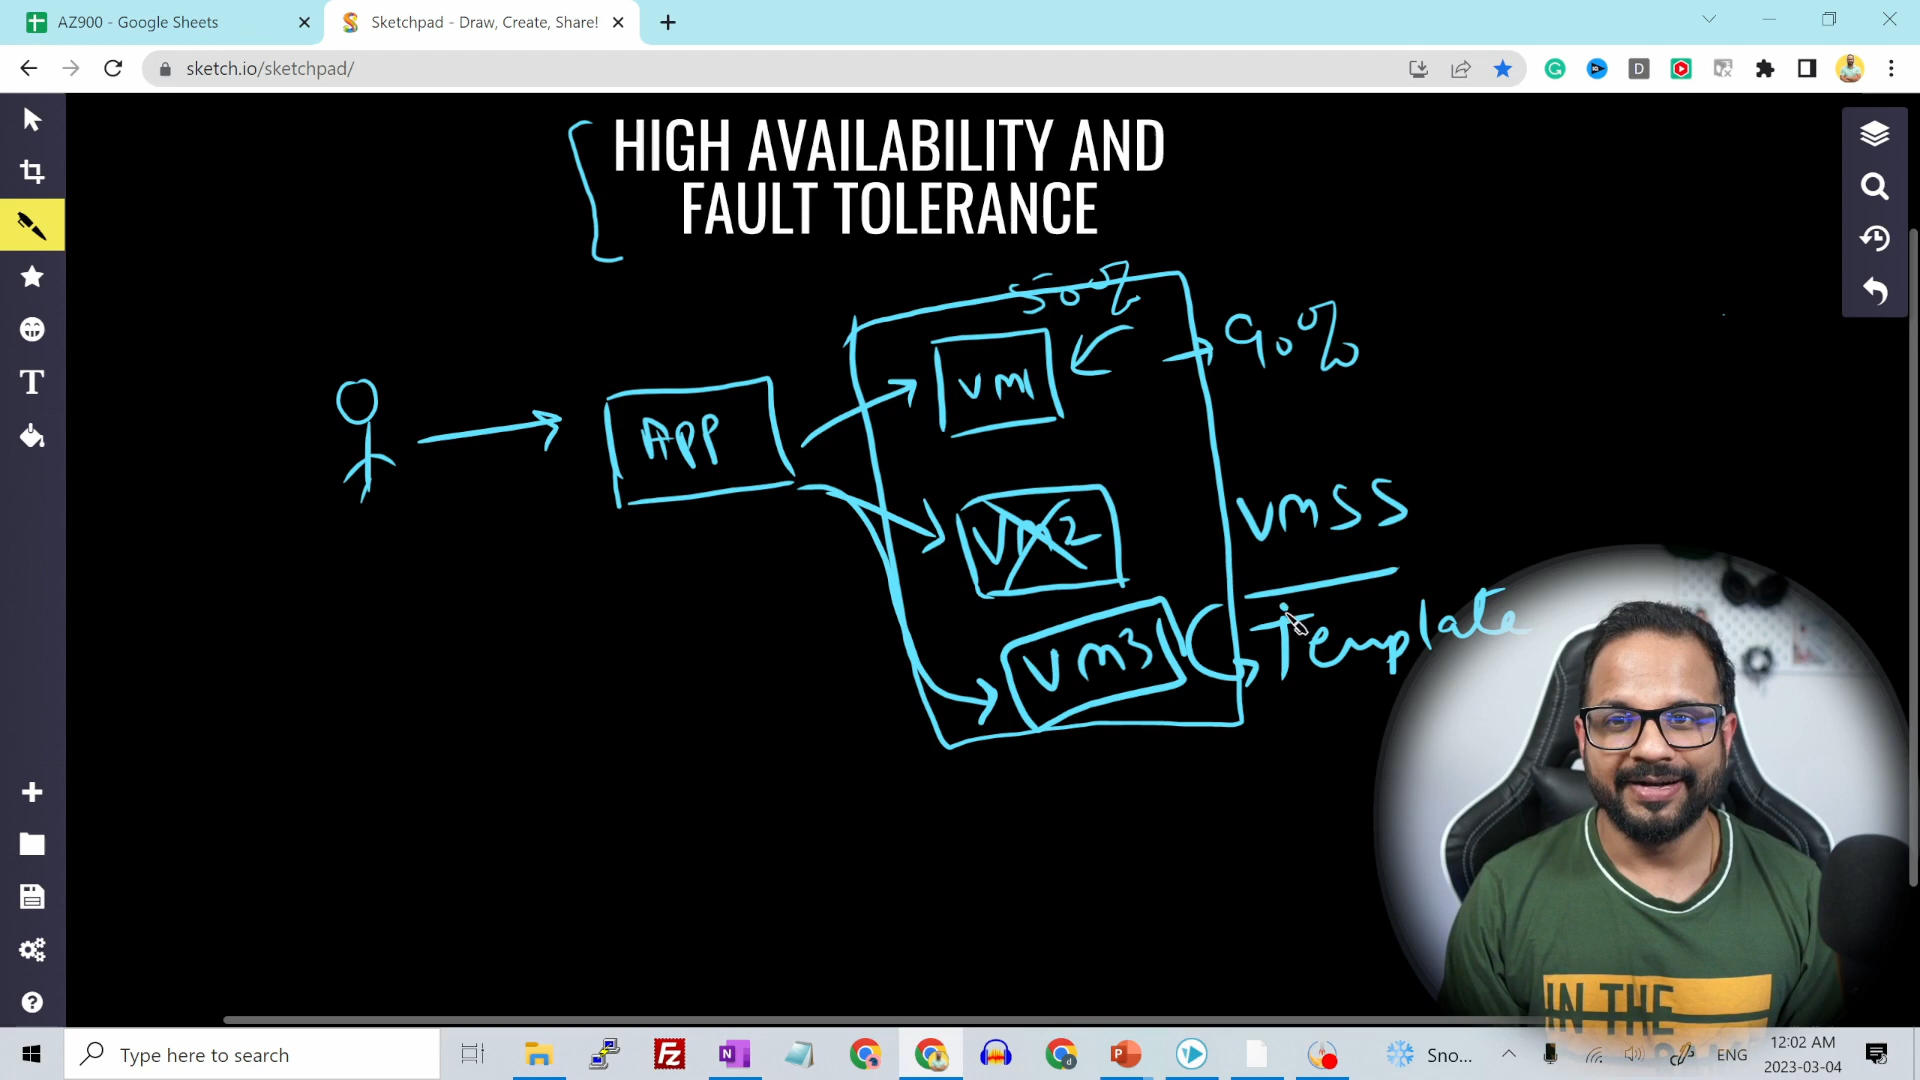 AZ900 - Google Sheets
Sketchpad - Draw, Create, Share!
sketch.io/sketchpad/
HIGH AVAILABILITY AND
FAULT TOLERANCE
50%
90%
VM1
APP
VM2
VMSS
Template
VM3
IN THE
Type here to search
Sno...
ENG
12:02 AM
2023-03-04